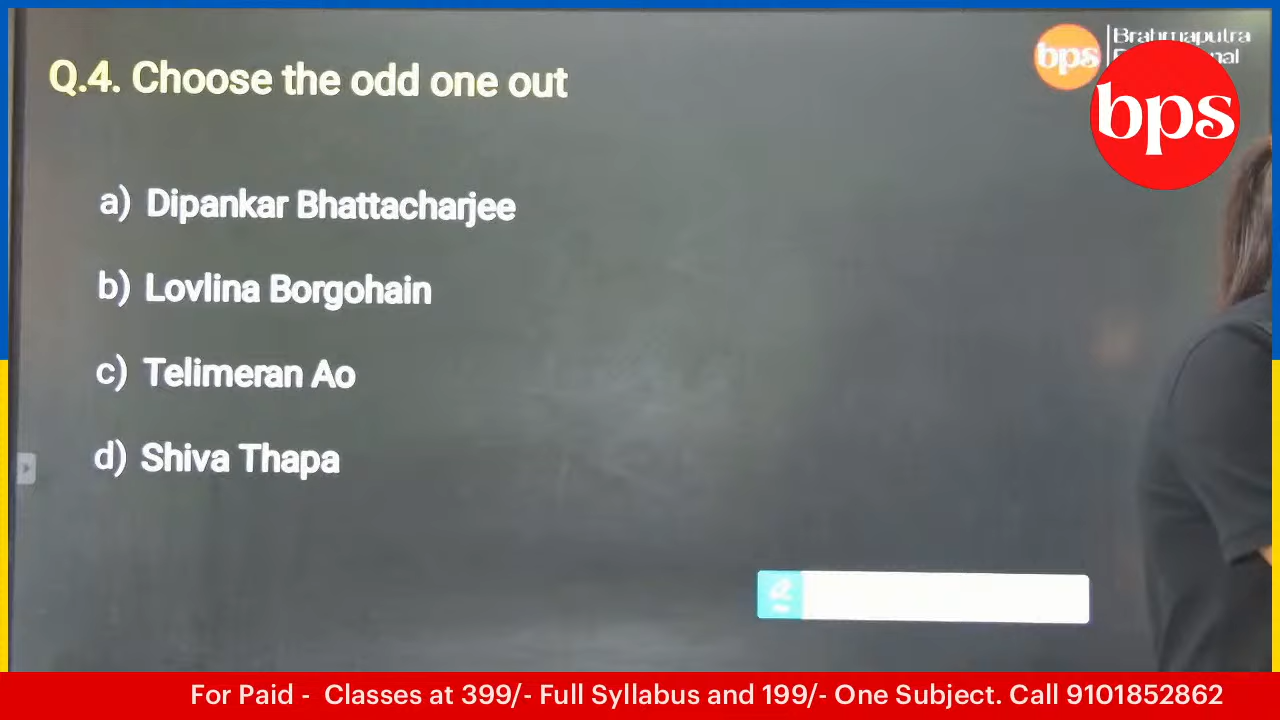 Q.4. Choose the odd one out
bps
Brahmaputra
bps
a) Dipankar Bhattacharjee
b) Lovlina Borgohain
c) Telimeran Ao
d) Shiva Thapa
For Paid - Classes at 399/- Full Syllabus and 199/- One Subject. Call 9101852862